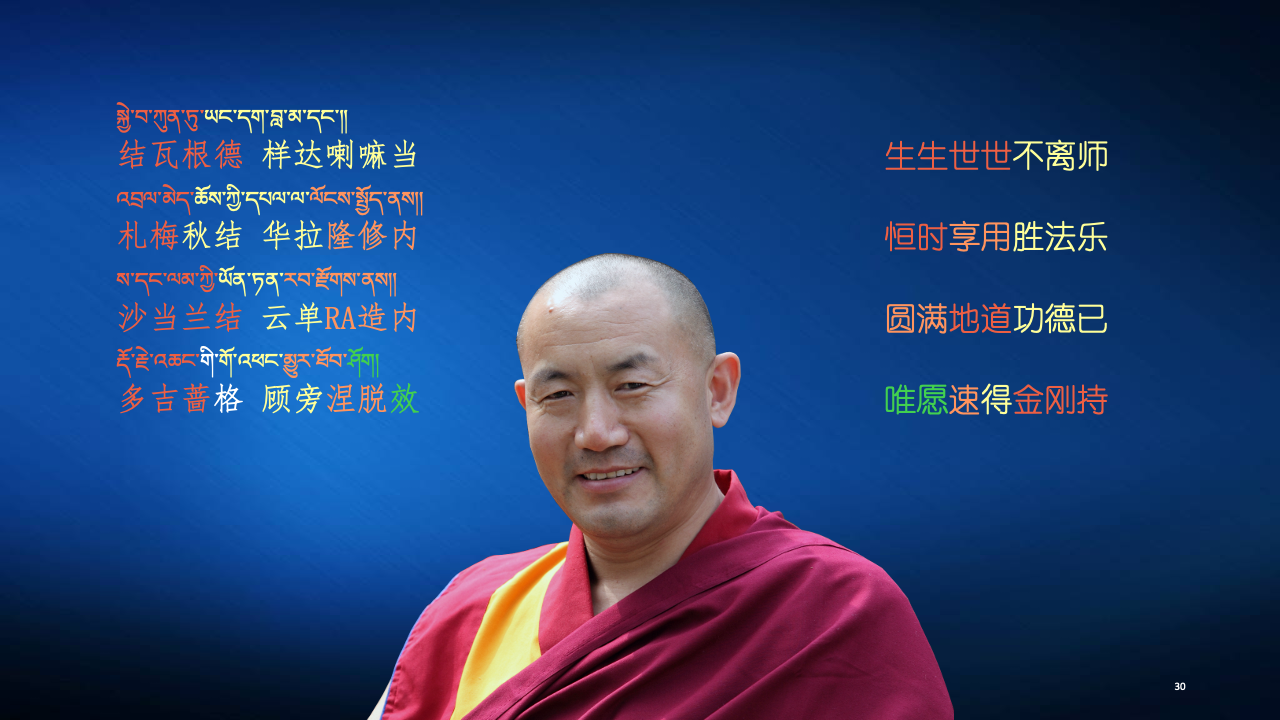 སྐྱེ་བ་ཀུན་ཏུ་ཡང་དག་བླ་མ་དང་།།
结瓦根德 样达喇嘛当
འབྲལ་མེད་ཆོས་ཀྱི་དཔལ་ལ་ལོངས་སྤྱོད་ནས།།
札梅秋结 华拉隆修内
ས་དང་ལམ་ཀྱི་ཡོན་ཏན་རབ་རྫོགས་ནས།།
沙当兰结 云单RA造内
རྡོ་རྗེ་འཆང་གི་གོ་འཕང་མྱུར་ཐོབ་ཤོག།
多吉蔷格 顾旁涅脱效
生生世世不离师
恒时享用胜法乐
圆满地道功德已
唯愿速得金刚持
30